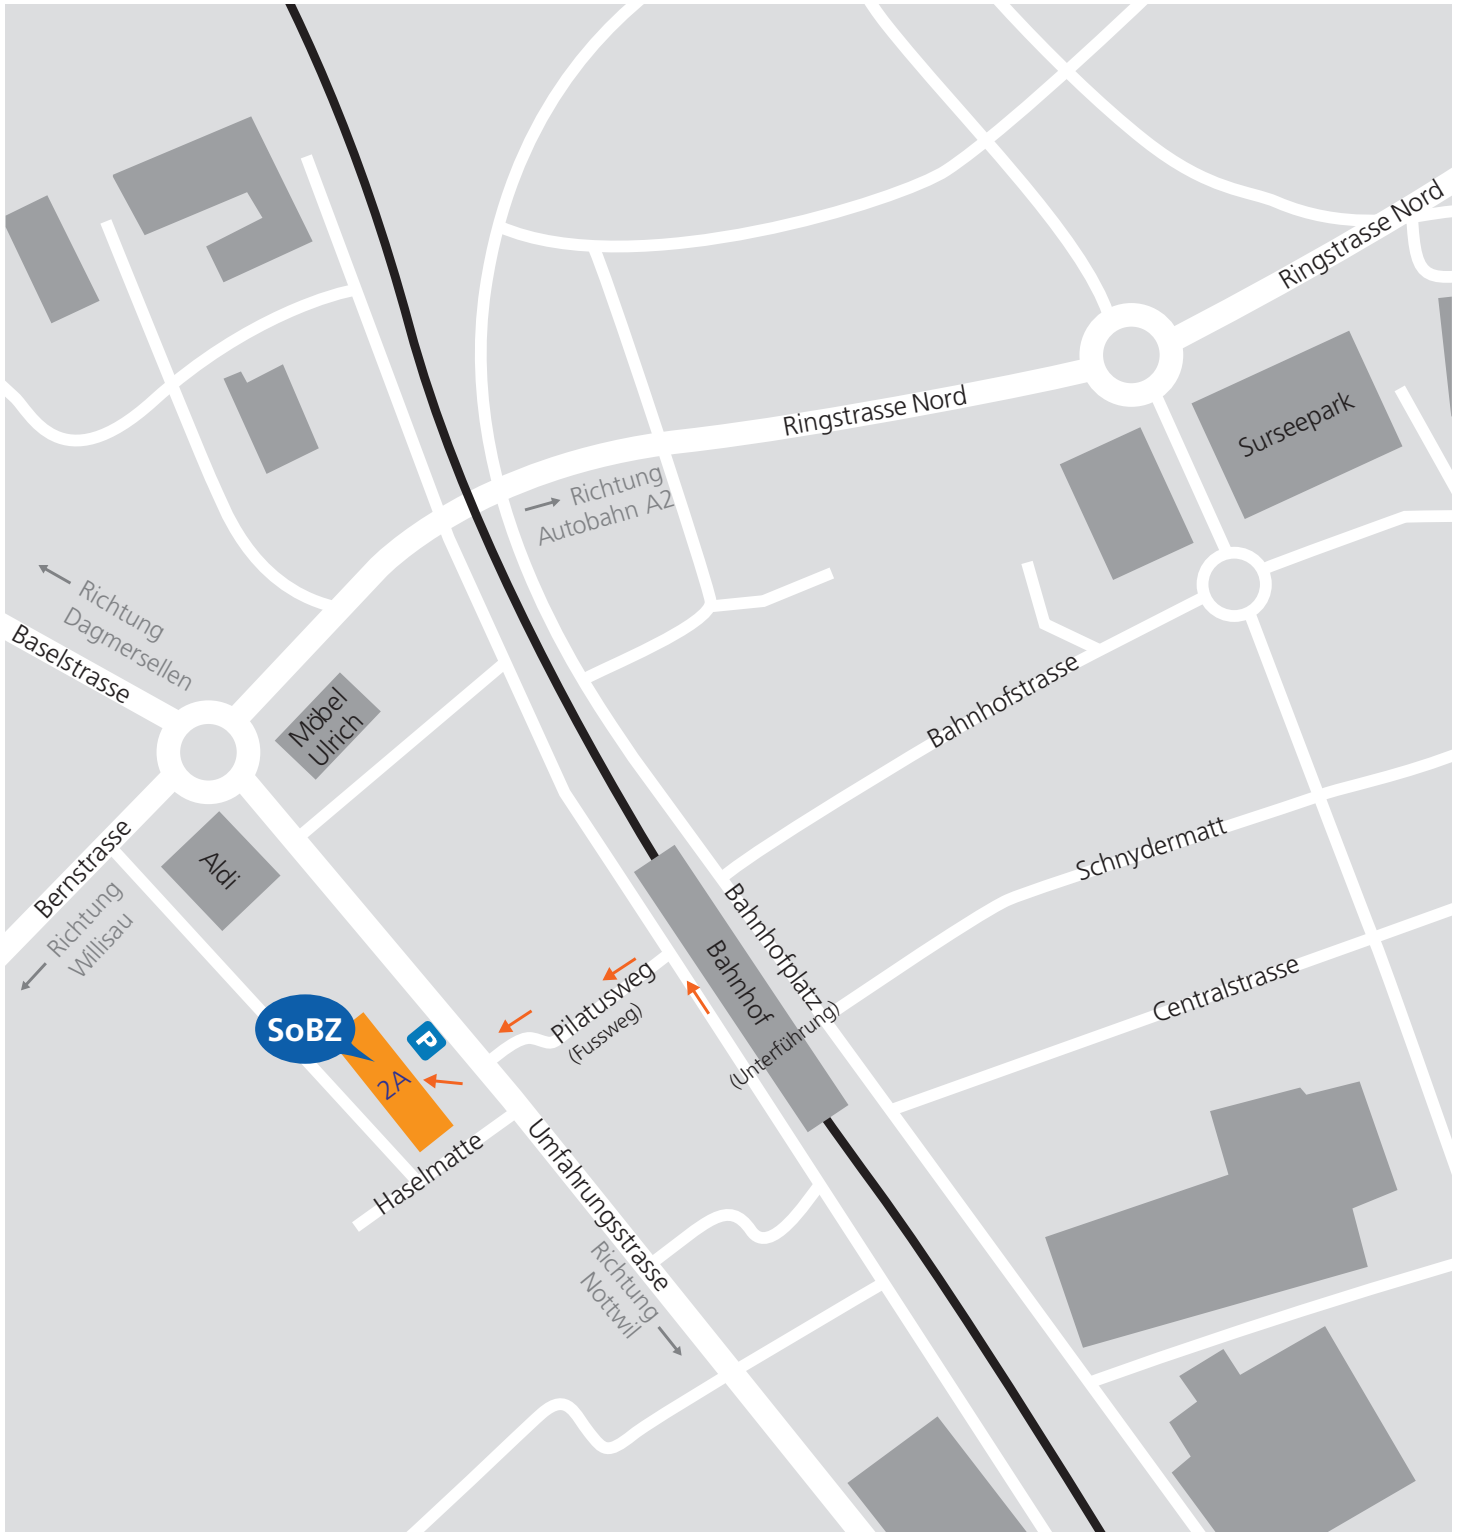 Ringstrasse Nord
Ringstrasse Nord
Surseepark
Richtung
Autobahn A2
Richtung
Dagmersellen
Baselstrasse
Möbel
Ulrich
Bahnhofstrasse
Aldi
Bernstrasse
Richtung
Willisau
Schnydermatt
Bahnhofplatz
Bahnhof
(Unterführung)
Centralstrasse
Pilatusweg
(Fussweg)
SoBZ
P
2A
Haselmatte
Umfahrungsstrasse
Richtung
Nottwil